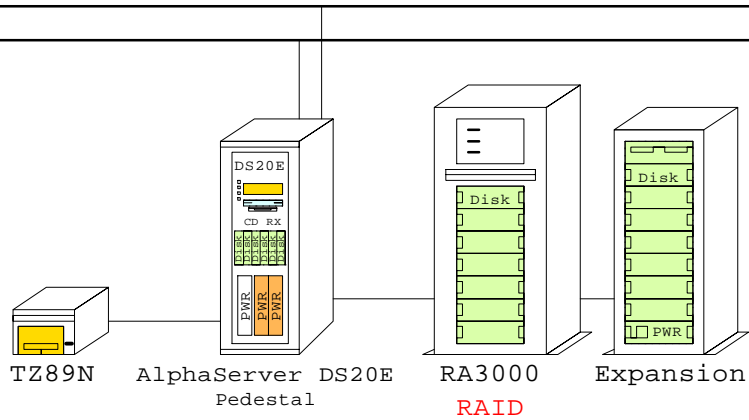 DS20E
CD RX
Disk Disk Disk Disk Disk Disk
PWR PWR PWR
Disk
Disk
PWR
TZ89N
AlphaServer DS20E
Pedestal
RA3000
RAID
Expansion